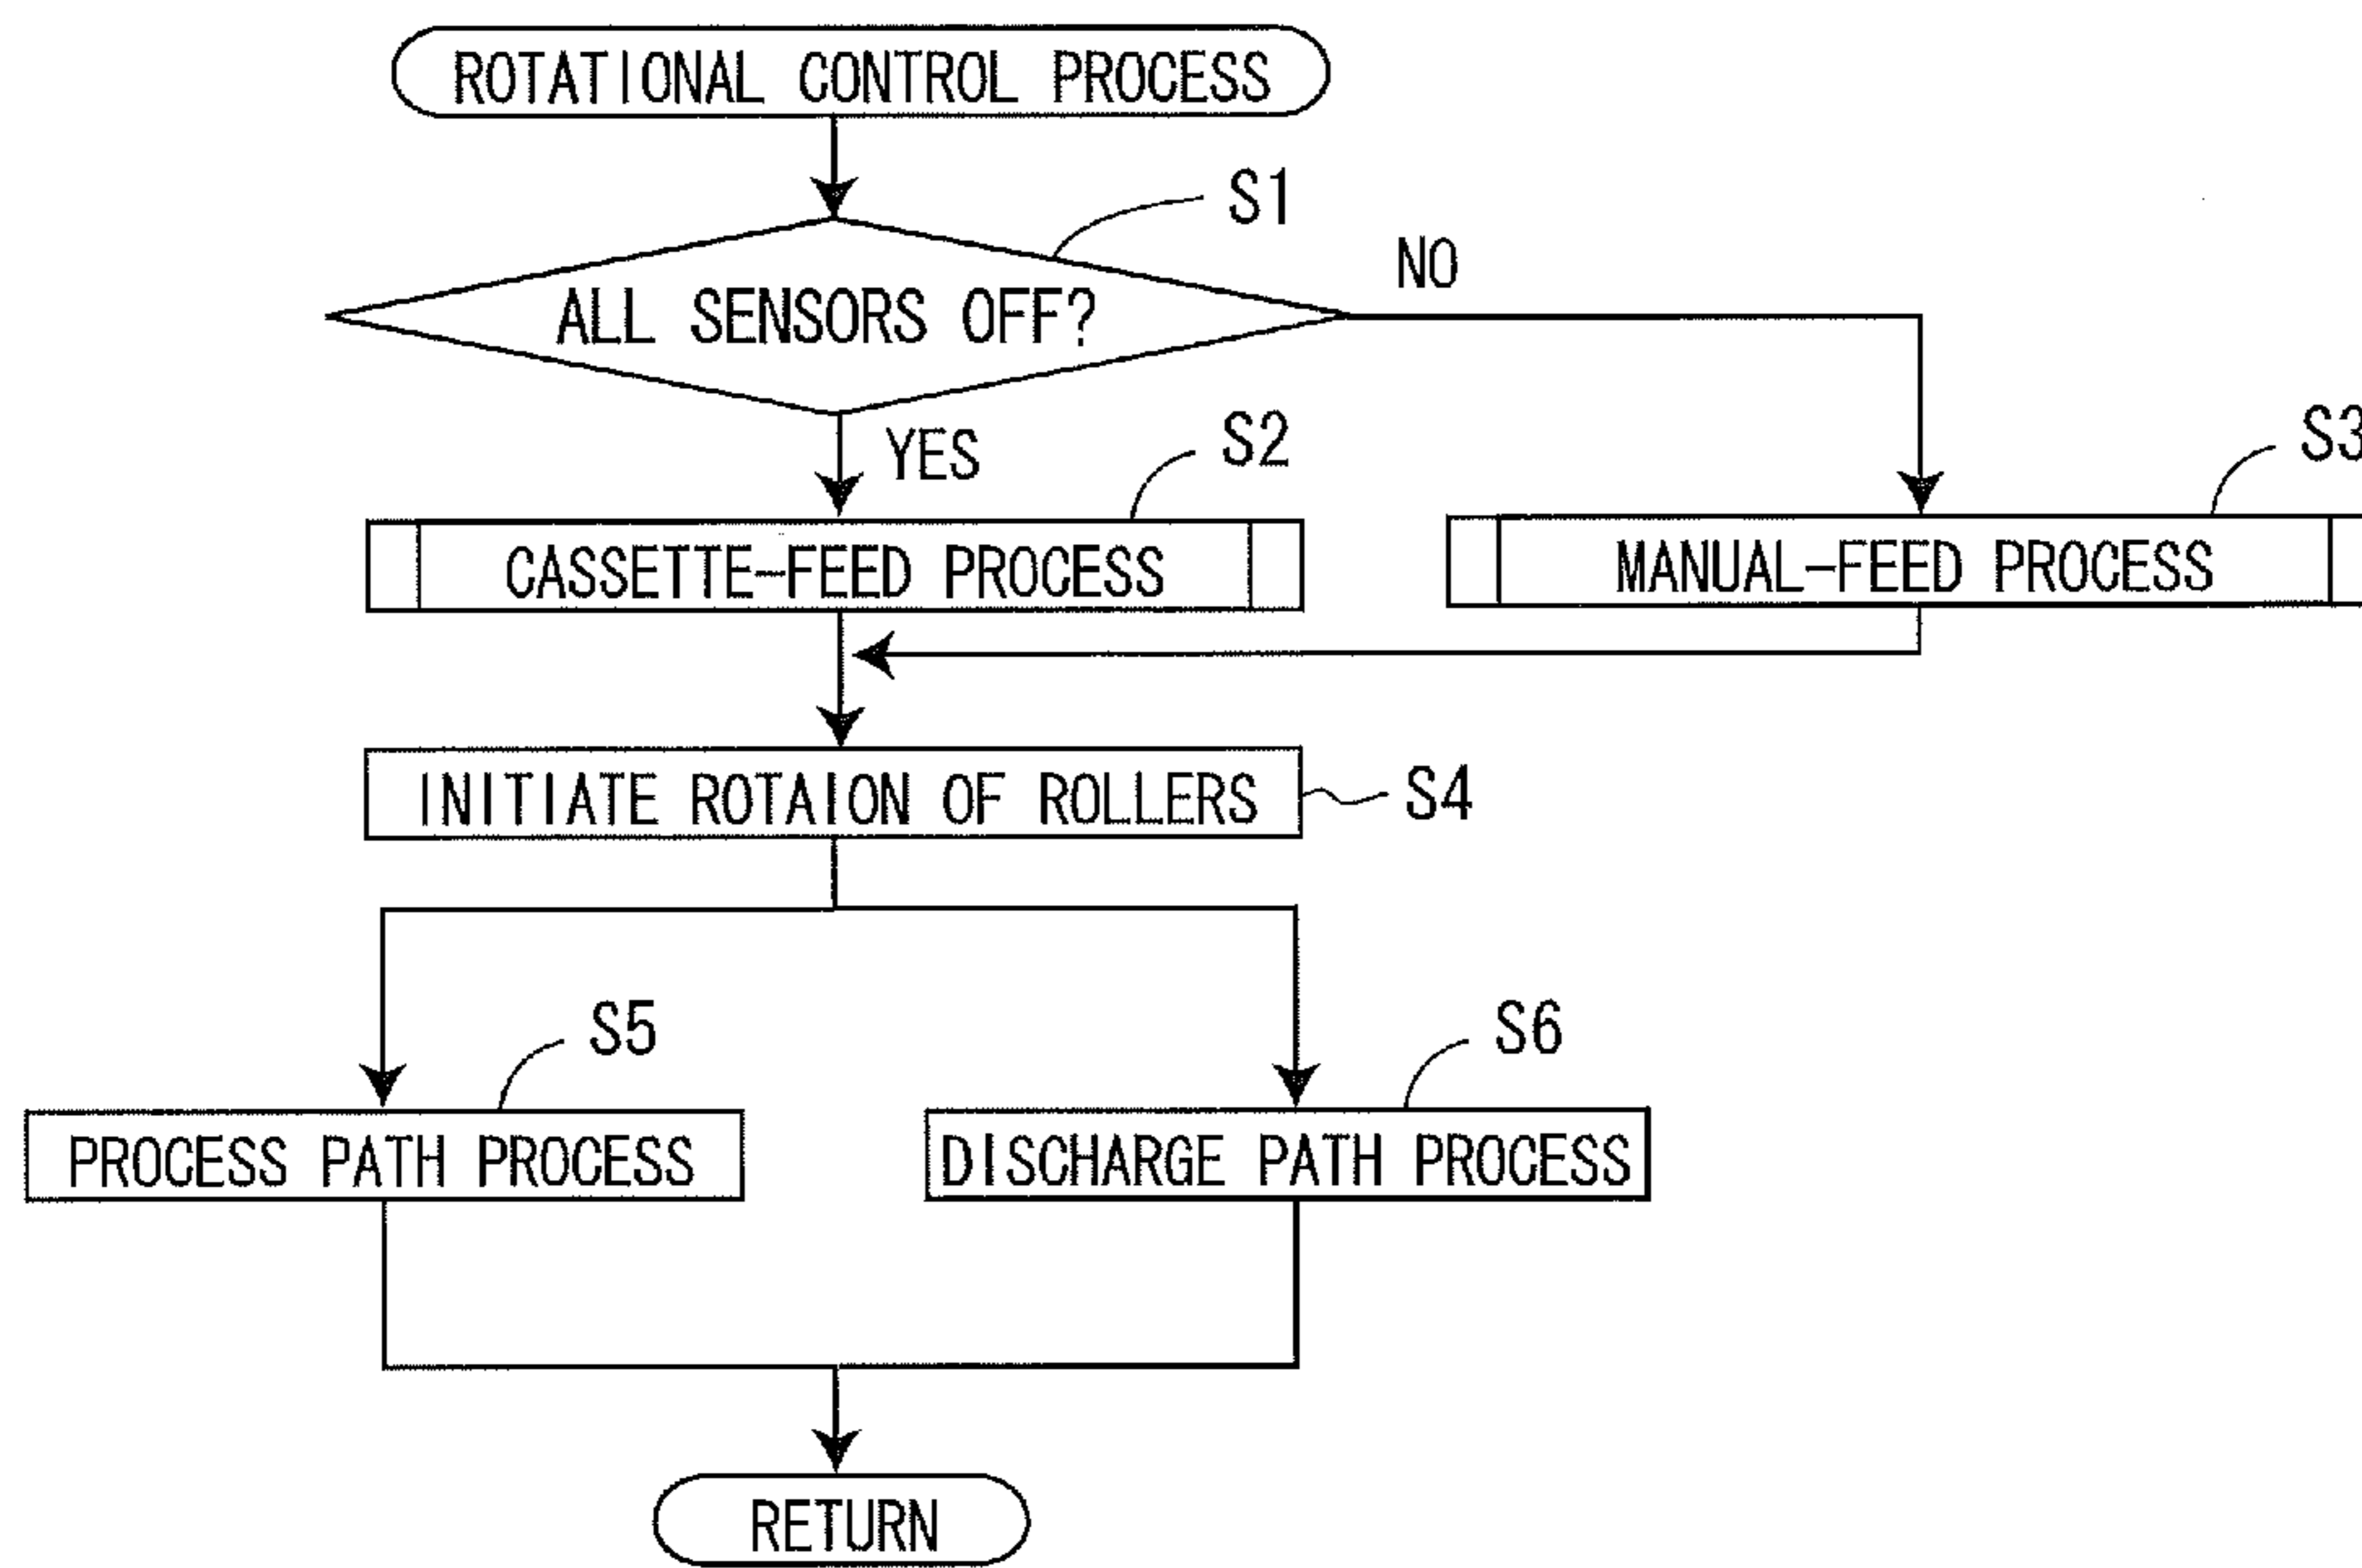 ROTATIONAL CONTROL PROCESS
S1
ALL SENSORS OFF?
NO
YES
S2
S3
CASSETTE-FEED PROCESS
MANUAL-FEED PROCESS
INITIATE ROTAION OF ROLLERS
S4
S5
S6
PROCESS PATH PROCESS
DISCHARGE PATH PROCESS
RETURN